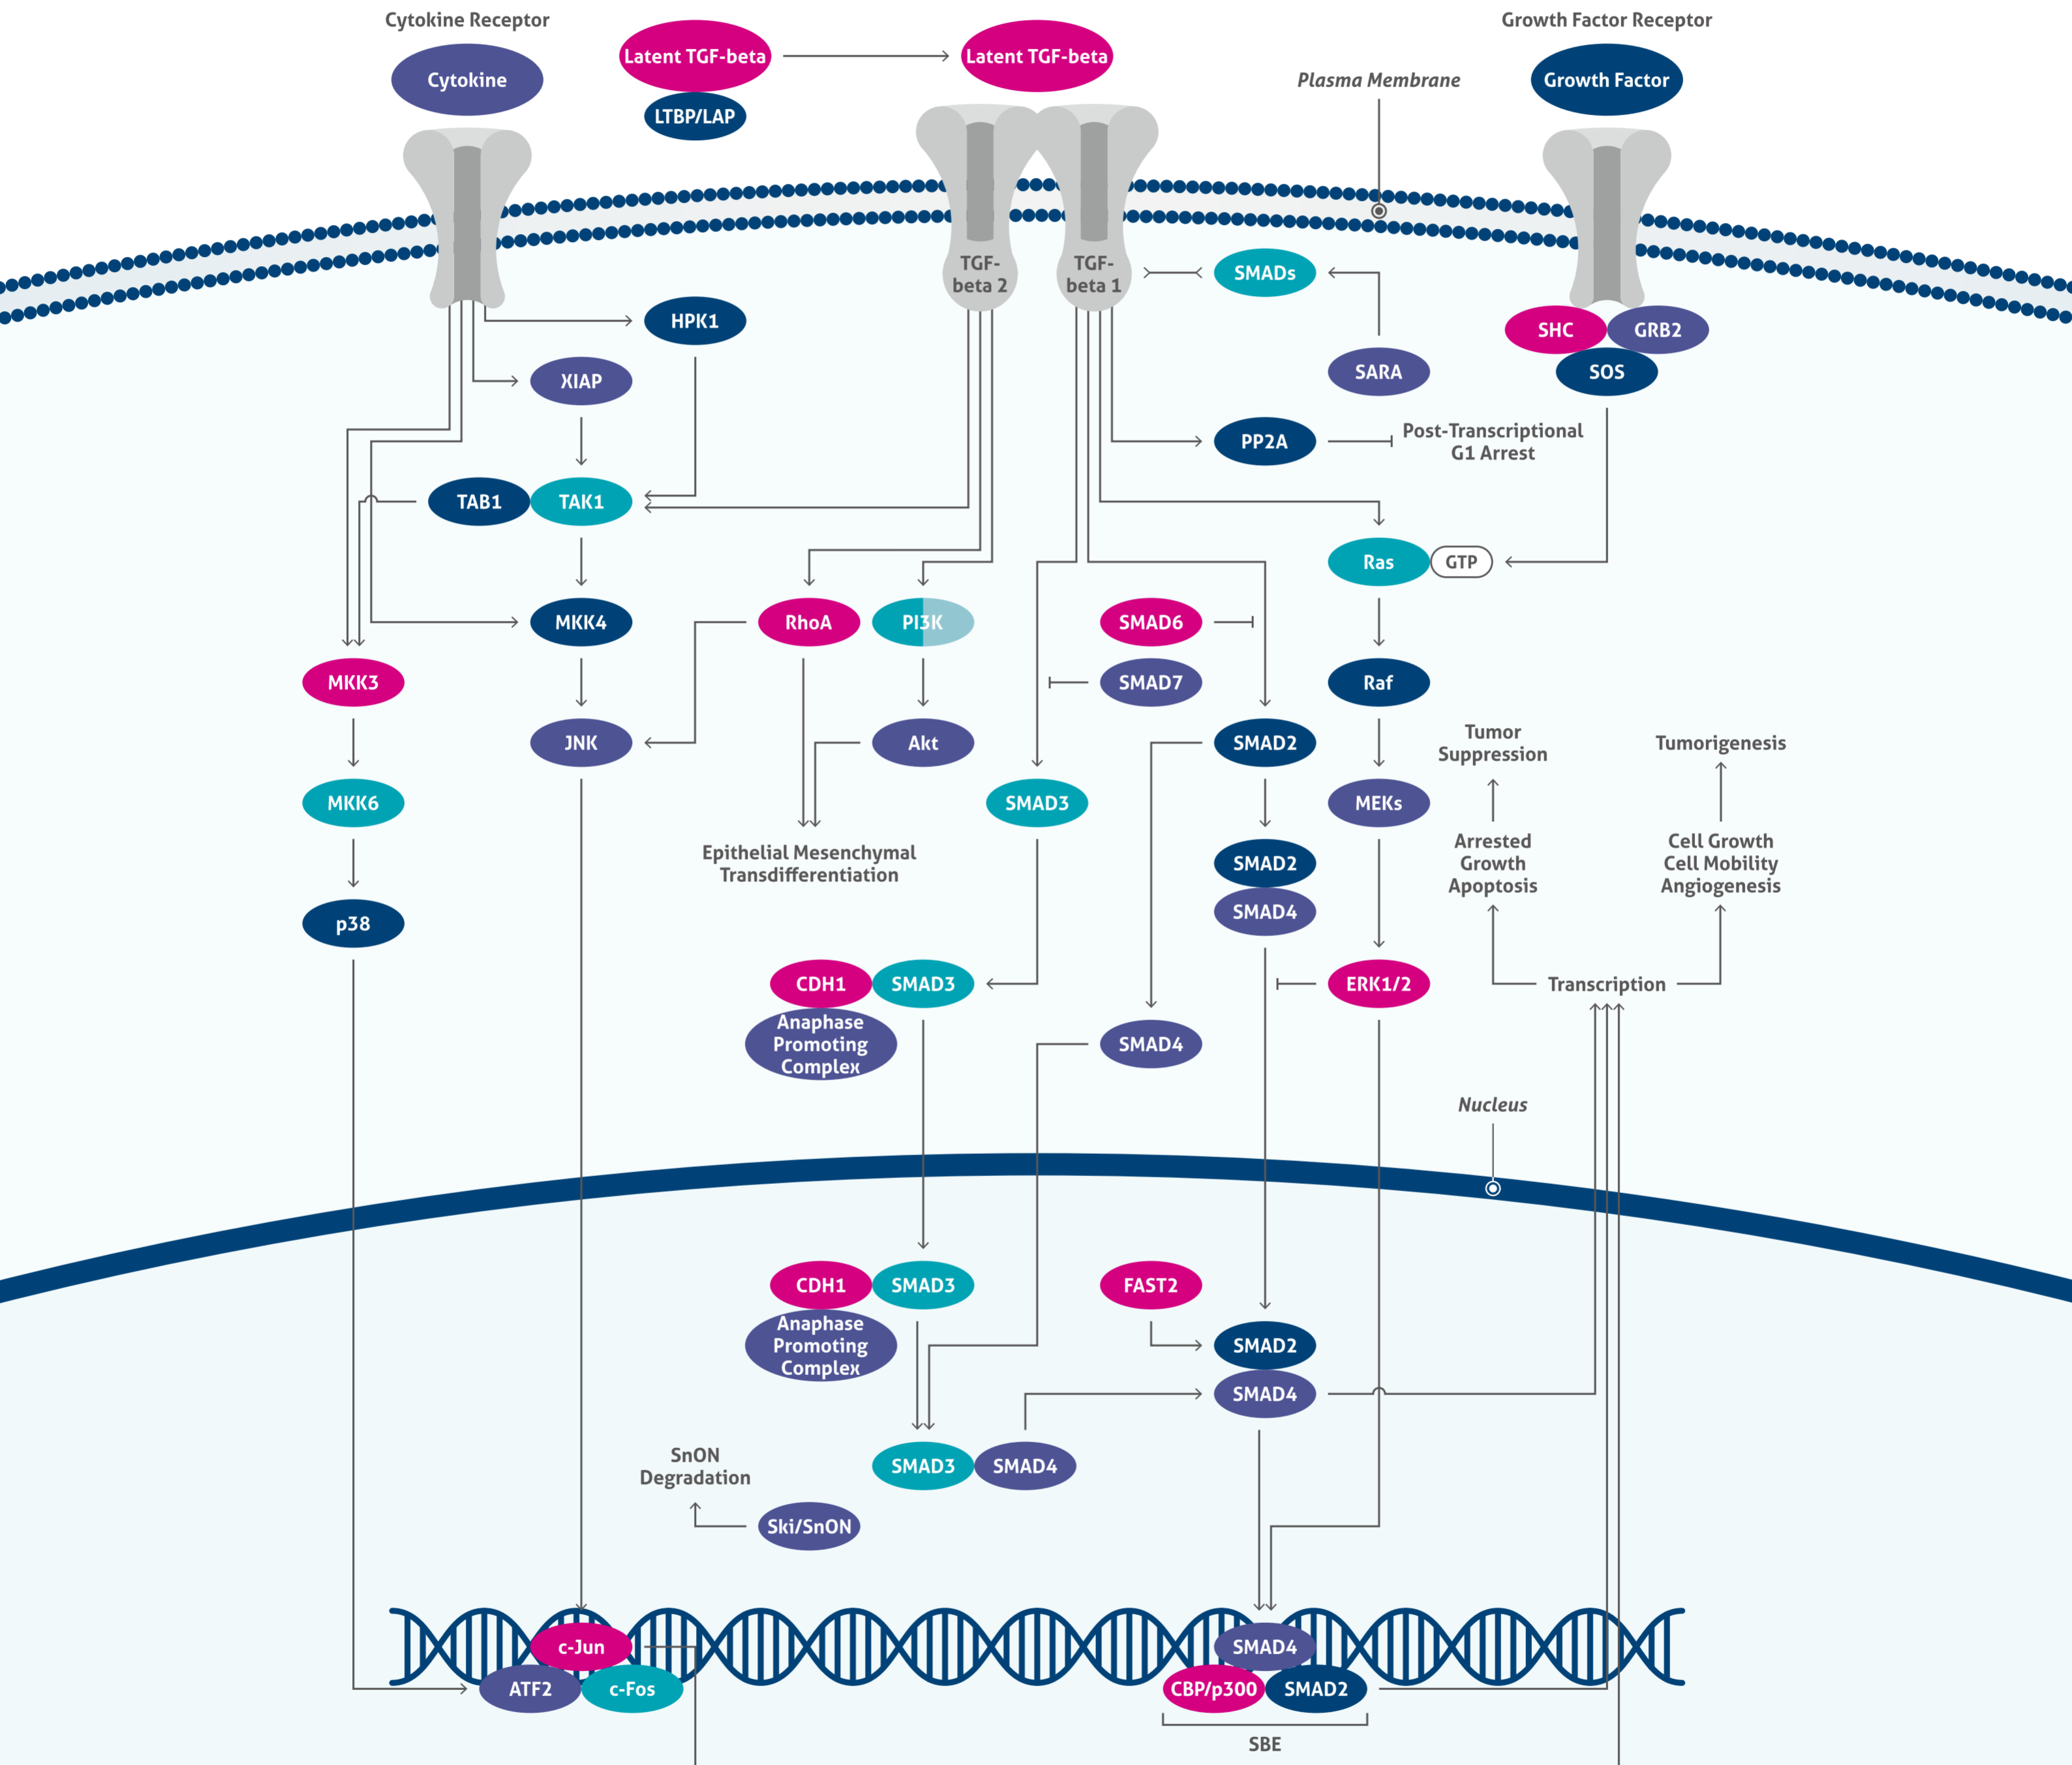 Cytokine Receptor
Growth Factor Receptor
Cytokine
Latent TGF-beta
Latent TGF-beta
Plasma Membrane
Growth Factor
LTBP/LAP
TGF-
beta 2
TGF-
beta 1
SMADs
HPK1
SHC
GRB2
XIAP
SARA
SOS
PP2A
Post-Transcriptional
G1 Arrest
TAB1
TAK1
Ras
GTP
MKK4
RhoA
PI3K
SMAD6
MKK3
SMAD7
Raf
JNK
Akt
SMAD2
Tumor
Suppression
Tumorigenesis
MKK6
SMAD3
MEKs
Epithelial Mesenchymal
Transdifferentiation
SMAD2
Arrested
Growth
Apoptosis
Cell Growth
Cell Mobility
Angiogenesis
p38
SMAD4
CDH1
SMAD3
ERK1/2
Transcription
Anaphase
Promoting
Complex
SMAD4
Nucleus
CDH1
SMAD3
FAST2
Anaphase
Promoting
Complex
SMAD2
SMAD4
SnON
Degradation
SMAD3
SMAD4
Ski/SnON
c-Jun
SMAD4
ATF2
c-Fos
CBP/p300
SMAD2
SBE